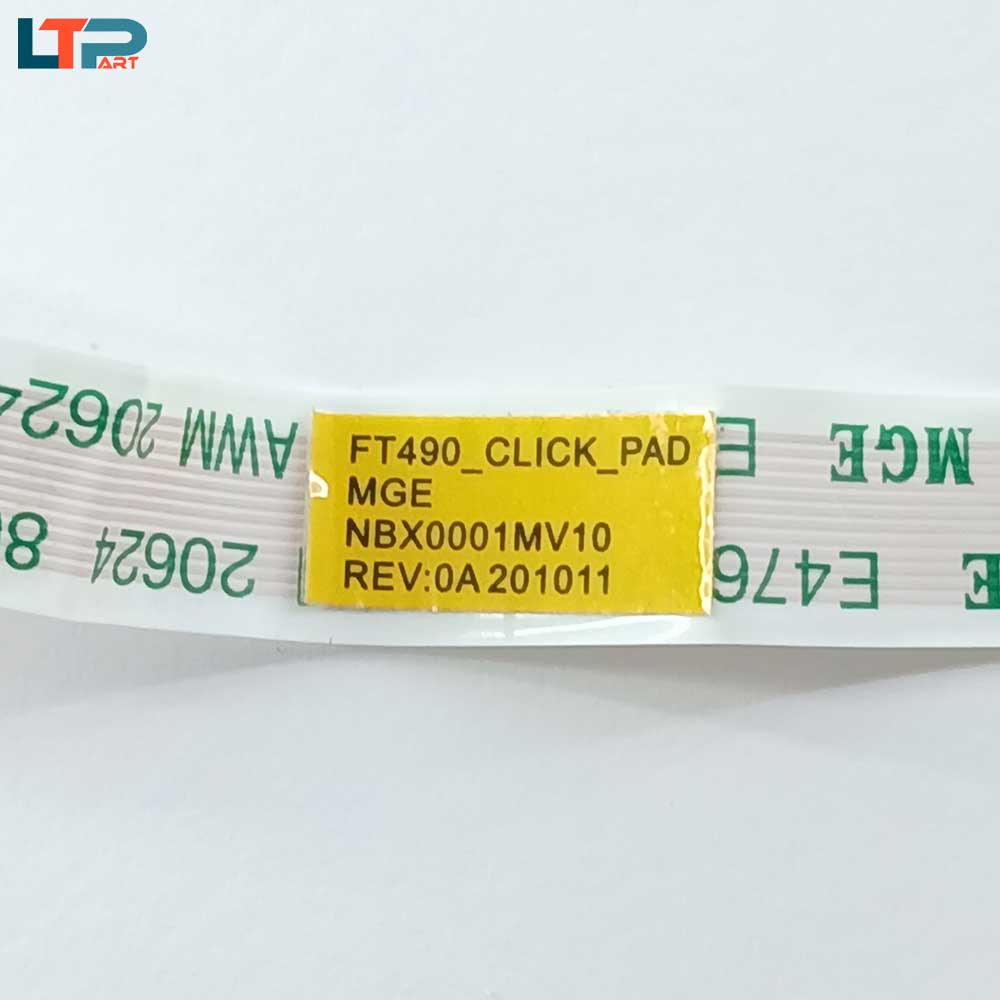 LTPART
FT490_CLICK_PAD
MGE
NBX0001MV10
REV:0A 201011
AWM 20624
E
MGE
20624
E476
E